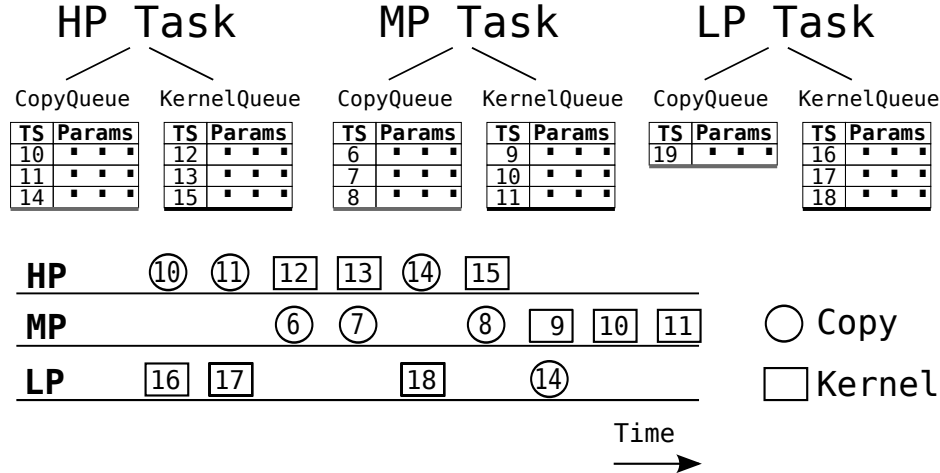 HP Task MP Task LP Task
CopyQueue KernelQueue CopyQueue KernelQueue CopyQueue KernelQueue
TS Params TS Params TS Params TS Params TS Params TS Params
10 ... 12 ... 6 ... 9 ... 19 ... 16 ...
11 ... 13 ... 7 ... 10 ... 17 ...
14 ... 15 ... 8 ... 11 ... 18 ...
HP 10 11 12 13 14 15
MP 6 7 8 9 10 11 Copy
LP 16 17 18 14 Kernel
Time